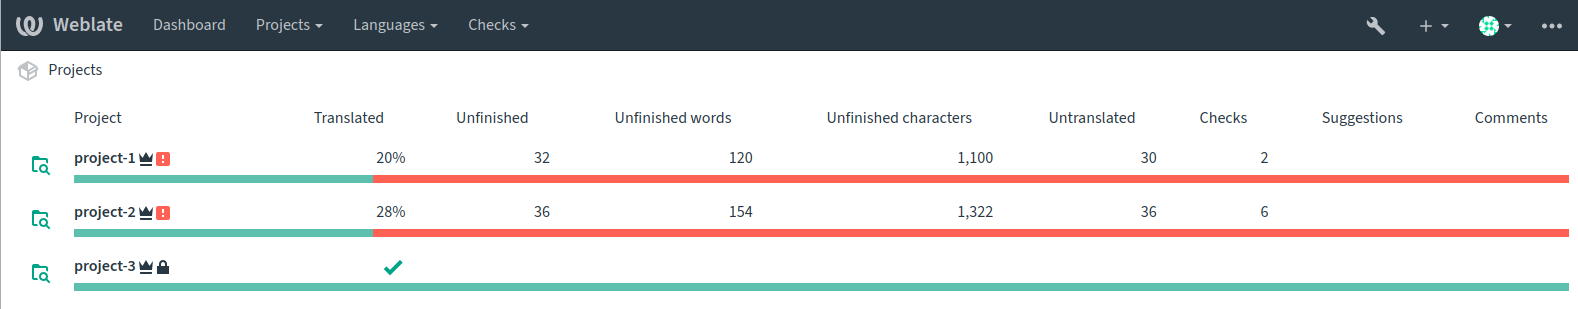 Weblate Dashboard Projects Languages Checks
Projects
Project Translated Unfinished Unfinished words Unfinished characters Untranslated Checks Suggestions Comments
project-1 20% 32 120 1,100 30 2
project-2 28% 36 154 1,322 36 6
project-3